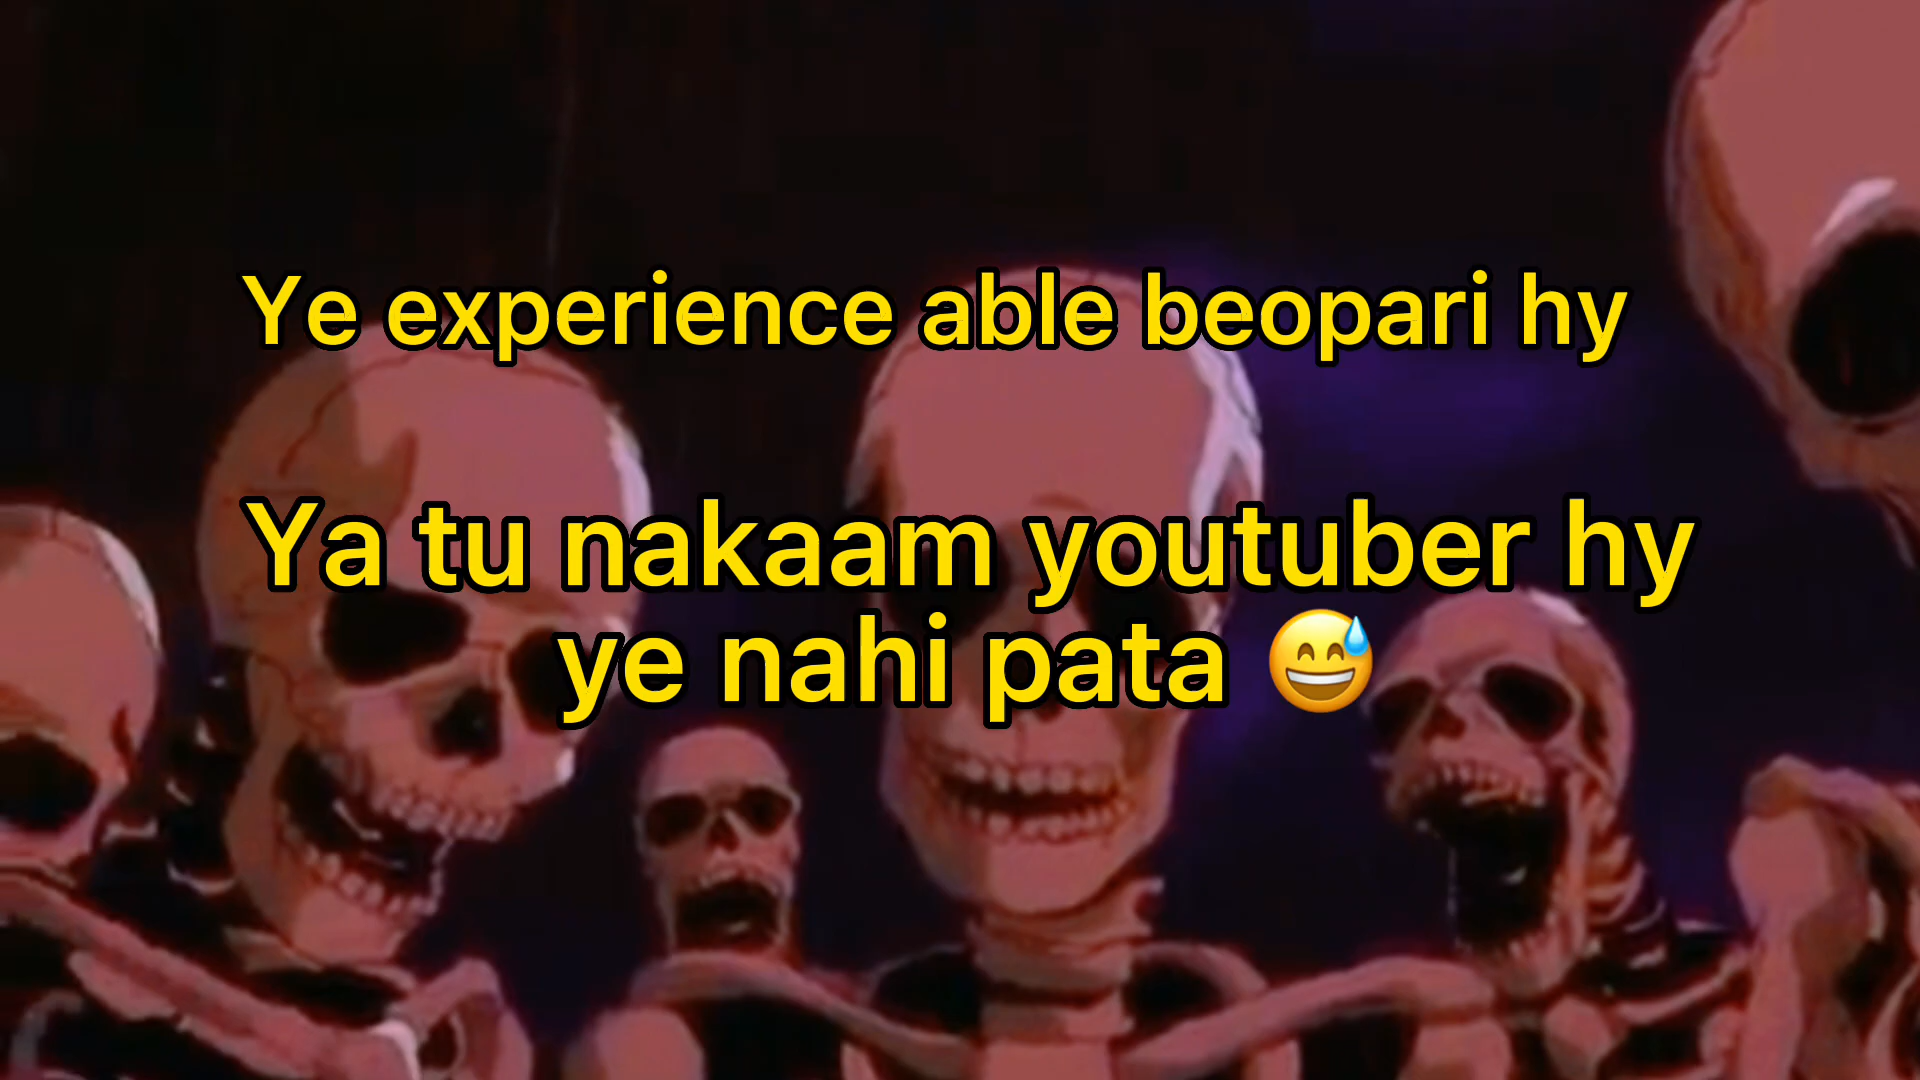 Ye experience able beopari hy
Ya tu nakaam youtuber hy
ye nahi pata 😅